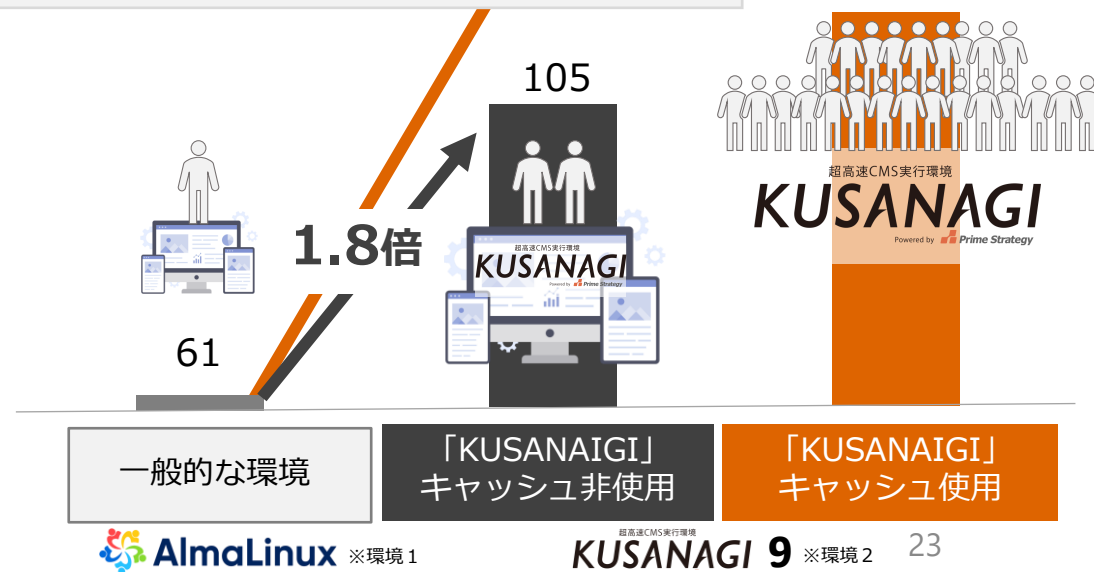 105
超高速CMS実行環境
KUSANAGI
Powered by Prime Strategy
1.8倍
超高速CMS実行環境
KUSANAGI
Powered by Prime Strategy
61
一般的な環境
「KUSANAIGI」
キャッシュ非使用
「KUSANAIGI」
キャッシュ使用
AlmaLinux ※環境1
超高速CMS実行環境
KUSANAGI 9 ※環境2
23